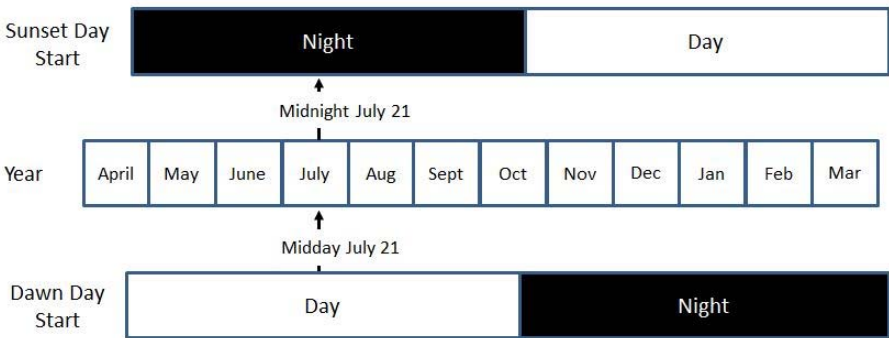 Sunset Day
Start
Night
Day
Midnight July 21
Year
April
May
June
July
Aug
Sept
Oct
Nov
Dec
Jan
Feb
Mar
Midday July 21
Dawn Day
Start
Day
Night